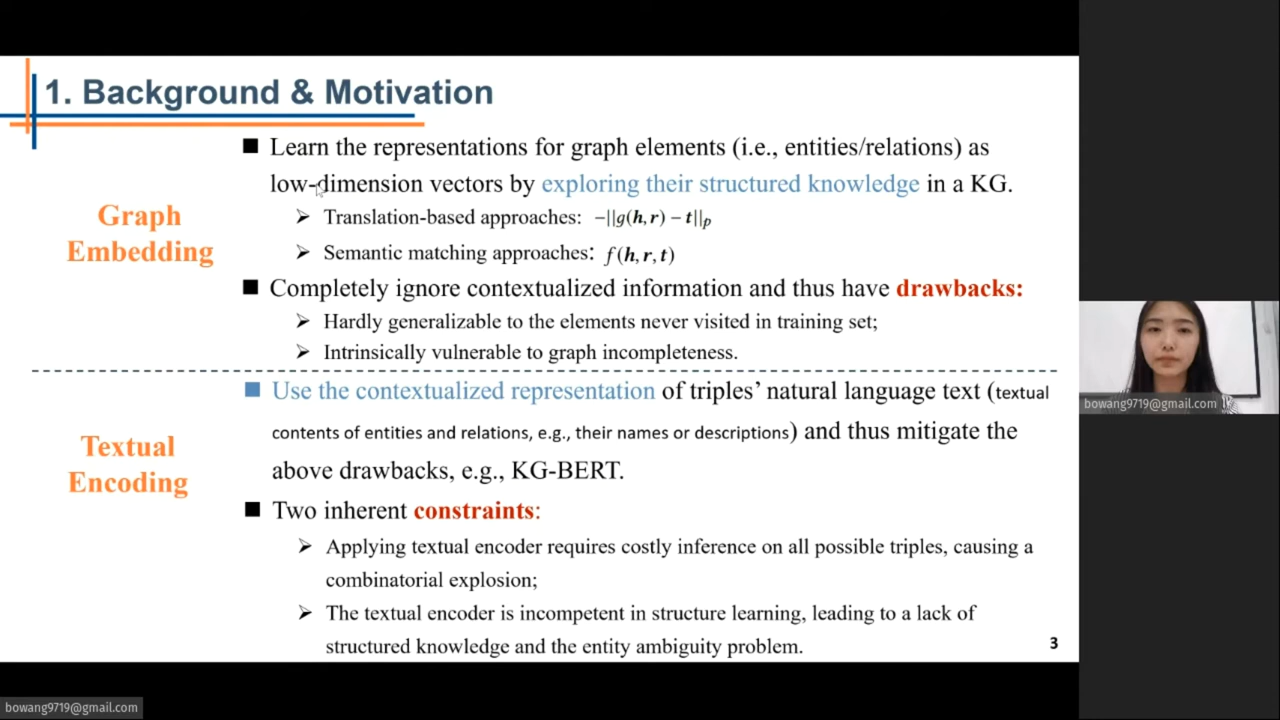 1. Background & Motivation
Graph
Embedding
■ Learn the representations for graph elements (i.e., entities/relations) as
low-dimension vectors by exploring their structured knowledge in a KG.
➢ Translation-based approaches: −||g(h, r) − t||p
➢ Semantic matching approaches: f(h, r, t)
■ Completely ignore contextualized information and thus have drawbacks:
➢ Hardly generalizable to the elements never visited in training set;
➢ Intrinsically vulnerable to graph incompleteness.
Textual
Encoding
■ Use the contextualized representation of triples’ natural language text (textual
contents of entities and relations, e.g., their names or descriptions) and thus mitigate the
above drawbacks, e.g., KG-BERT.
■ Two inherent constraints:
➢ Applying textual encoder requires costly inference on all possible triples, causing a
combinatorial explosion;
➢ The textual encoder is incompetent in structure learning, leading to a lack of
structured knowledge and the entity ambiguity problem.
3
bowang9719@gmail.com
bowang9719@gmail.com